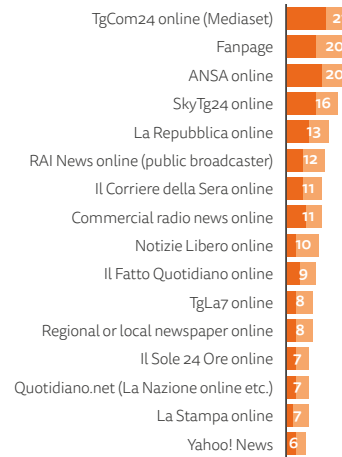 TgCom24 online (Mediaset)
Fanpage 20
ANSA online 20
SkyTg24 online 16
La Repubblica online 13
RAI News online (public broadcaster) 12
Il Corriere della Sera online 11
Commercial radio news online 11
Notizie Libero online 10
Il Fatto Quotidiano online 9
TgLa7 online 8
Regional or local newspaper online 8
Il Sole 24 Ore online 7
Quotidiano.net (La Nazione online etc.) 7
La Stampa online 7
Yahoo! News 6